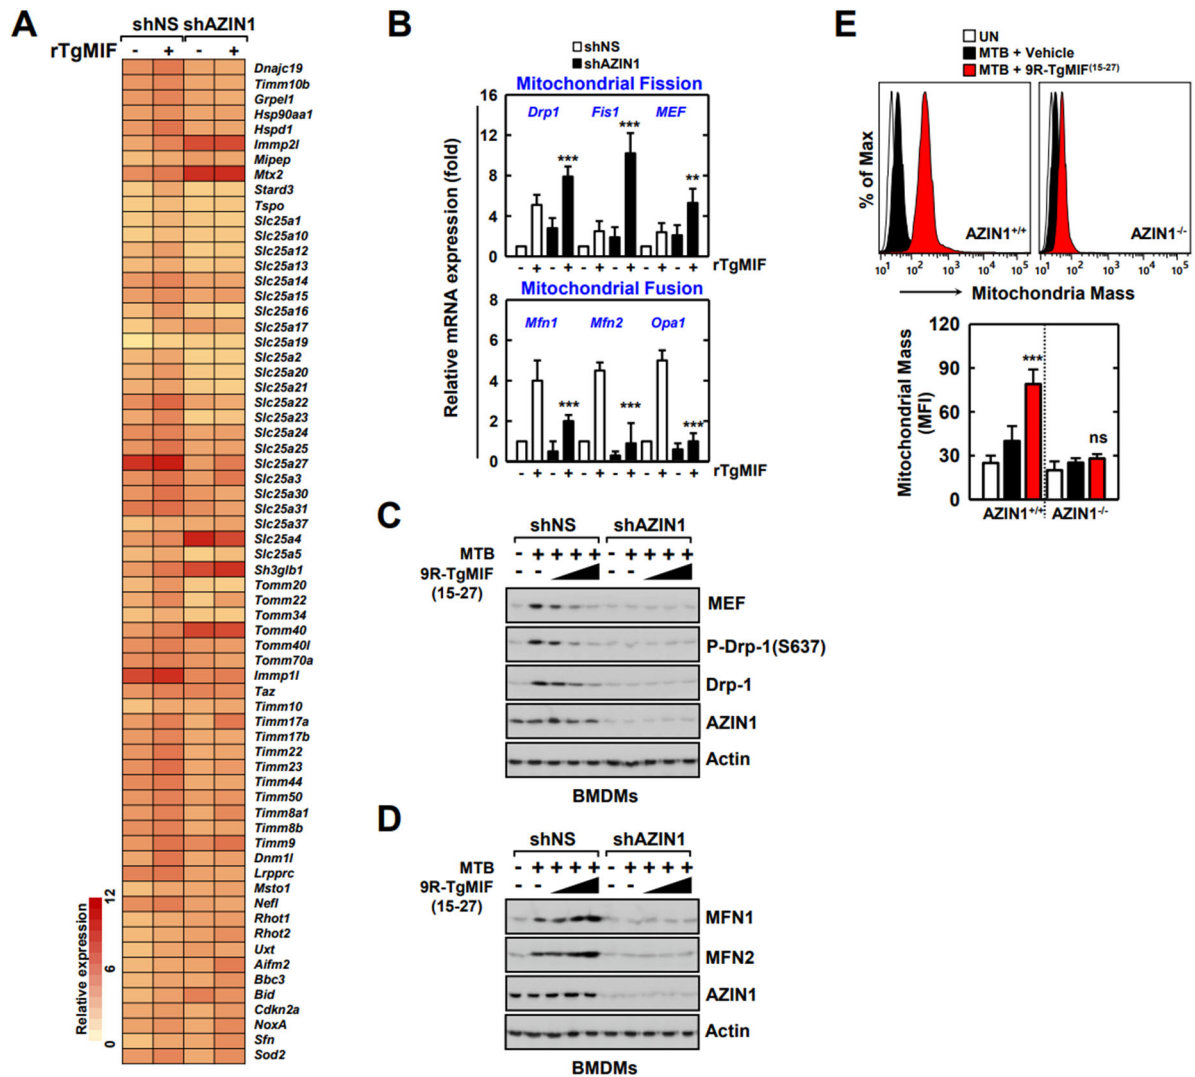 A
shNS shAZIN1
rTgMIF - + - +
Dnajc19
Timm10b
Grpel1
Hsp90aa1
Hspd1
Immp2l
Mipep
Mtx2
Stard3
Tspo
Slc25a1
Slc25a10
Slc25a12
Slc25a13
Slc25a14
Slc25a15
Slc25a16
Slc25a17
Slc25a19
Slc25a2
Slc25a20
Slc25a21
Slc25a22
Slc25a23
Slc25a24
Slc25a25
Slc25a27
Slc25a3
Slc25a30
Slc25a31
Slc25a37
Slc25a4
Slc25a5
Sh3glb1
Tomm20
Tomm22
Tomm34
Tomm40
Tomm40l
Tomm70a
Immp1l
Taz
Timm10
Timm17a
Timm17b
Timm22
Timm23
Timm44
Timm50
Timm8a1
Timm8b
Timm9
Dnm1l
Lrpprc
Msto1
Nefl
Rhot1
Rhot2
Uxt
Aifm2
Bbc3
Bid
Cdkn2a
NoxA
Sfn
Sod2
Relative expression
0 6 12
B
shNS
shAZIN1
Mitochondrial Fission
Relative mRNA expression (fold)
16
12
8
4
0
Drp1 Fis1 MEF
*** *** **
- + - + - + - + - + - + rTgMIF
Mitochondrial Fusion
8
6
4
2
0
Mfn1 Mfn2 Opa1
*** *** ***
- + - + - + - + - + - + rTgMIF
C
shNS shAZIN1
MTB - + + + + - + + + +
9R-TgMIF - - - -
(15-27)
MEF
P-Drp-1(S637)
Drp-1
AZIN1
Actin
BMDMs
D
shNS shAZIN1
MTB - + + + + - + + + +
9R-TgMIF - - - -
(15-27)
MFN1
MFN2
AZIN1
Actin
BMDMs
E
UN
MTB + Vehicle
MTB + 9R-TgMIF(15-27)
% of Max
AZIN1+/+ AZIN1-/-
10¹ 10² 10³ 10⁴ 10⁵ 10¹ 10² 10³ 10⁴ 10⁵
Mitochondria Mass
Mitochondrial Mass
(MFI)
120
90
60
30
0
*** ns
AZIN1+/+ AZIN1-/-